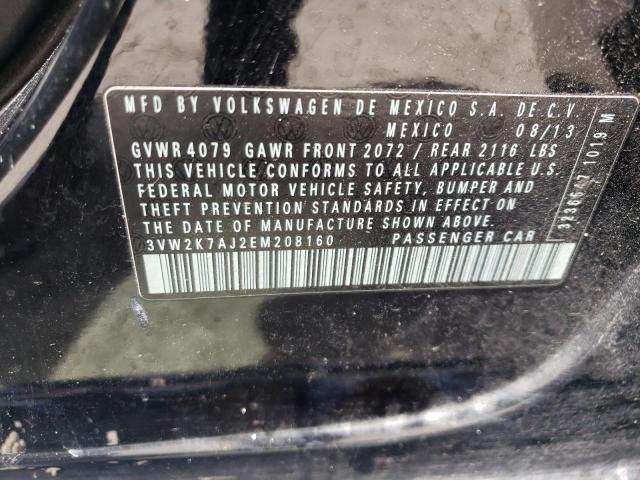 MFD BY VOLKSWAGEN DE MEXICO S.A. DE C.V.
MEXICO 08/13
GVWR 4079 GAWR FRONT 2072 / REAR 2116 LBS
THIS VEHICLE CONFORMS TO ALL APPLICABLE U.S.
FEDERAL MOTOR VEHICLE SAFETY, BUMPER AND
THEFT PREVENTION STANDARDS IN EFFECT ON
THE DATE OF MANUFACTURE SHOWN ABOVE.
3VW2K7AJ2EM208160 PASSENGER CAR
1019 M